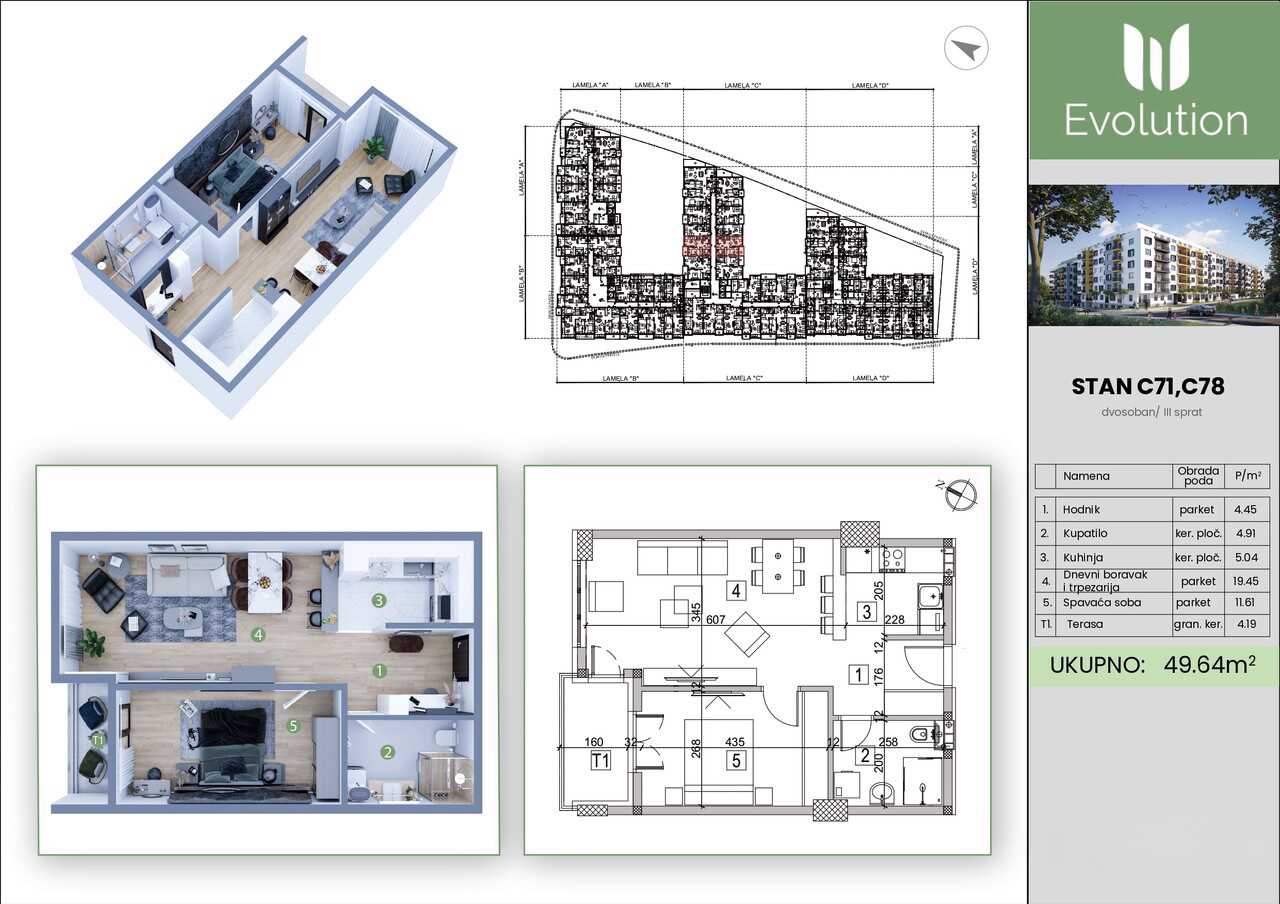 LAMELA "A"
LAMELA "B"
LAMELA "C"
LAMELA "D"
LAMELA "A"
LAMELA "B"
LAMELA "A"
LAMELA "C"
LAMELA "D"
LAMELA "B"
LAMELA "C"
LAMELA "D"
Evolution
STAN C71,C78
dvosoban/ III sprat
Namena
Obrada poda
P/m²
1. Hodnik parket 4.45
2. Kupatilo ker. ploč. 4.91
3. Kuhinja ker. ploč. 5.04
4. Dnevni boravak i trpezarija parket 19.45
5. Spavaća soba parket 11.61
T1. Terasa gran. ker. 4.19
UKUPNO: 49.64m²
3
4
1
5
T1
2
N
4
345
607
205
3
228
12
1
176
12
12
160
32
435
12
258
T1
268
5
2
200